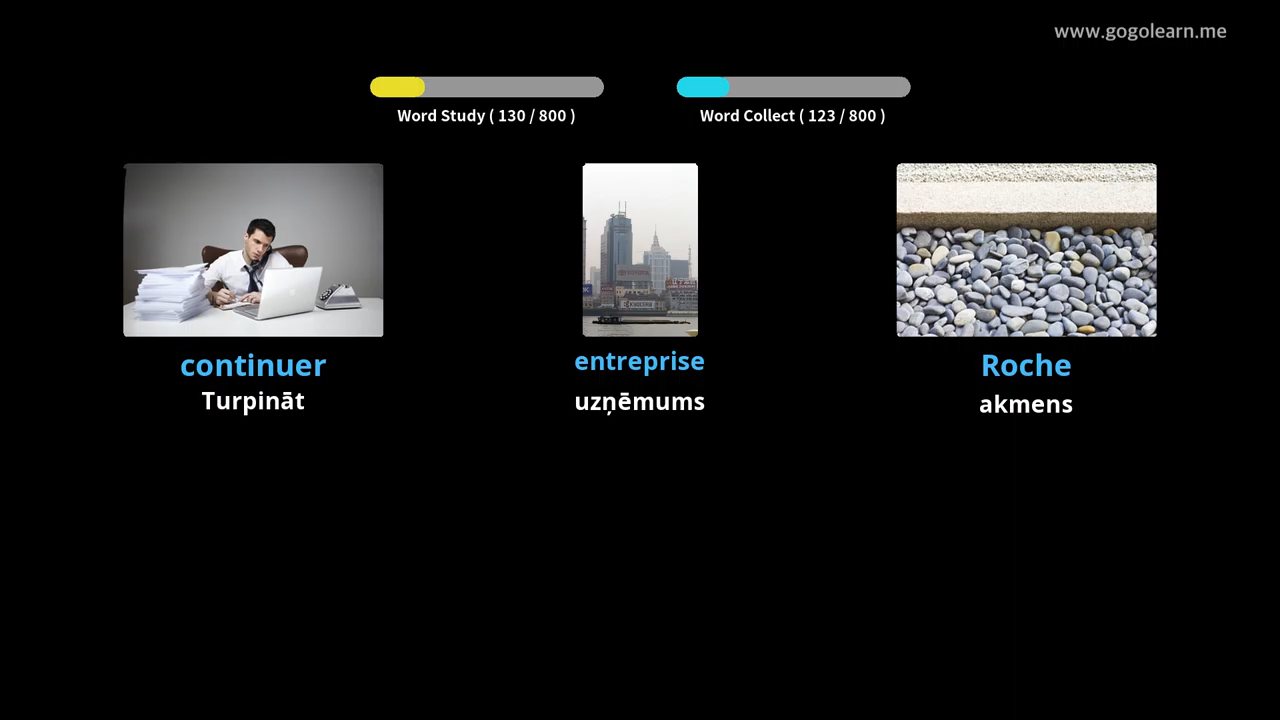 www.gogolearn.me
Word Study ( 130 / 800 )
Word Collect ( 123 / 800 )
continuer
Turpināt
entreprise
uzņēmums
Roche
akmens